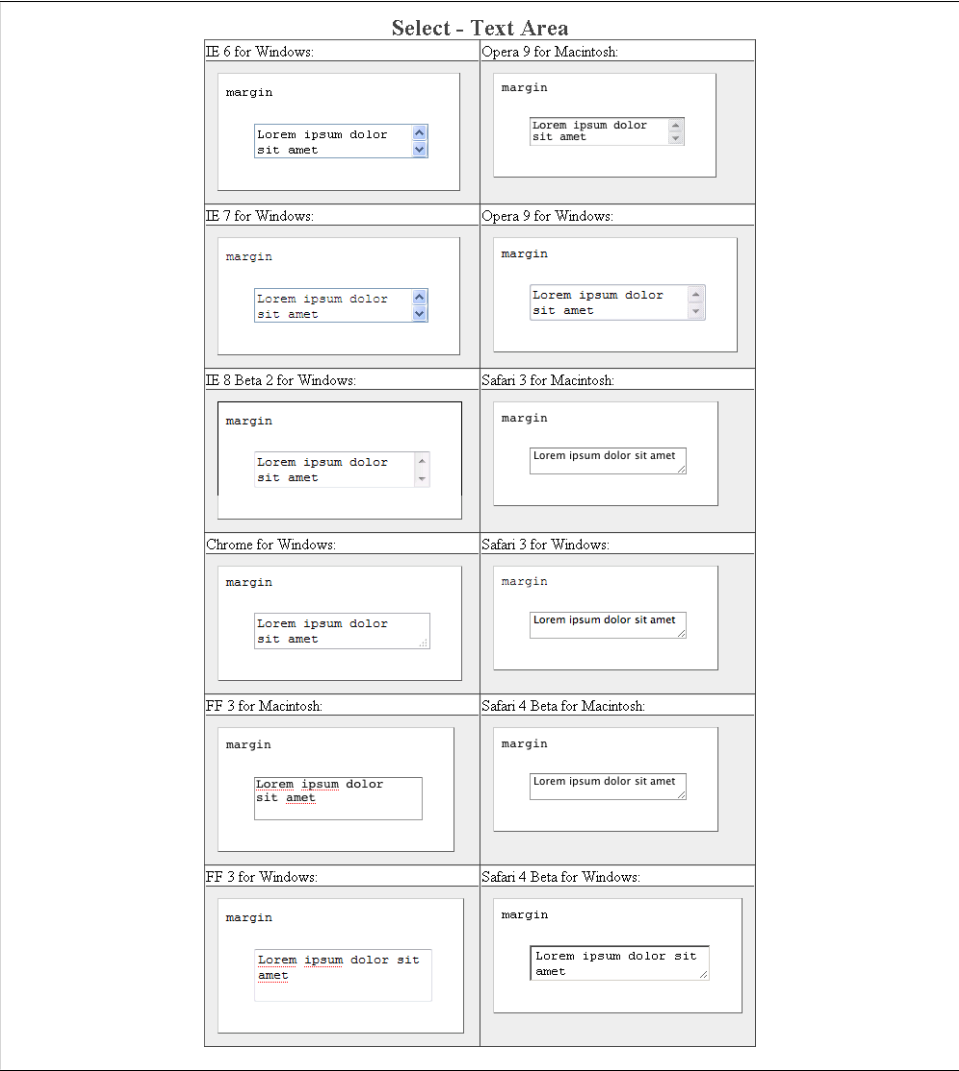 Select - Text Area
IE 6 for Windows:
margin
Lorem ipsum dolor
sit amet
Opera 9 for Macintosh:
margin
Lorem ipsum dolor
sit amet
IE 7 for Windows:
margin
Lorem ipsum dolor
sit amet
Opera 9 for Windows:
margin
Lorem ipsum dolor
sit amet
IE 8 Beta 2 for Windows:
margin
Lorem ipsum dolor
sit amet
Safari 3 for Macintosh:
margin
Lorem ipsum dolor sit amet
Chrome for Windows:
margin
Lorem ipsum dolor
sit amet
Safari 3 for Windows:
margin
Lorem ipsum dolor sit amet
FF 3 for Macintosh:
margin
Lorem ipsum dolor
sit amet
Safari 4 Beta for Macintosh:
margin
Lorem ipsum dolor sit amet
FF 3 for Windows:
margin
Lorem ipsum dolor sit
amet
Safari 4 Beta for Windows:
margin
Lorem ipsum dolor sit
amet